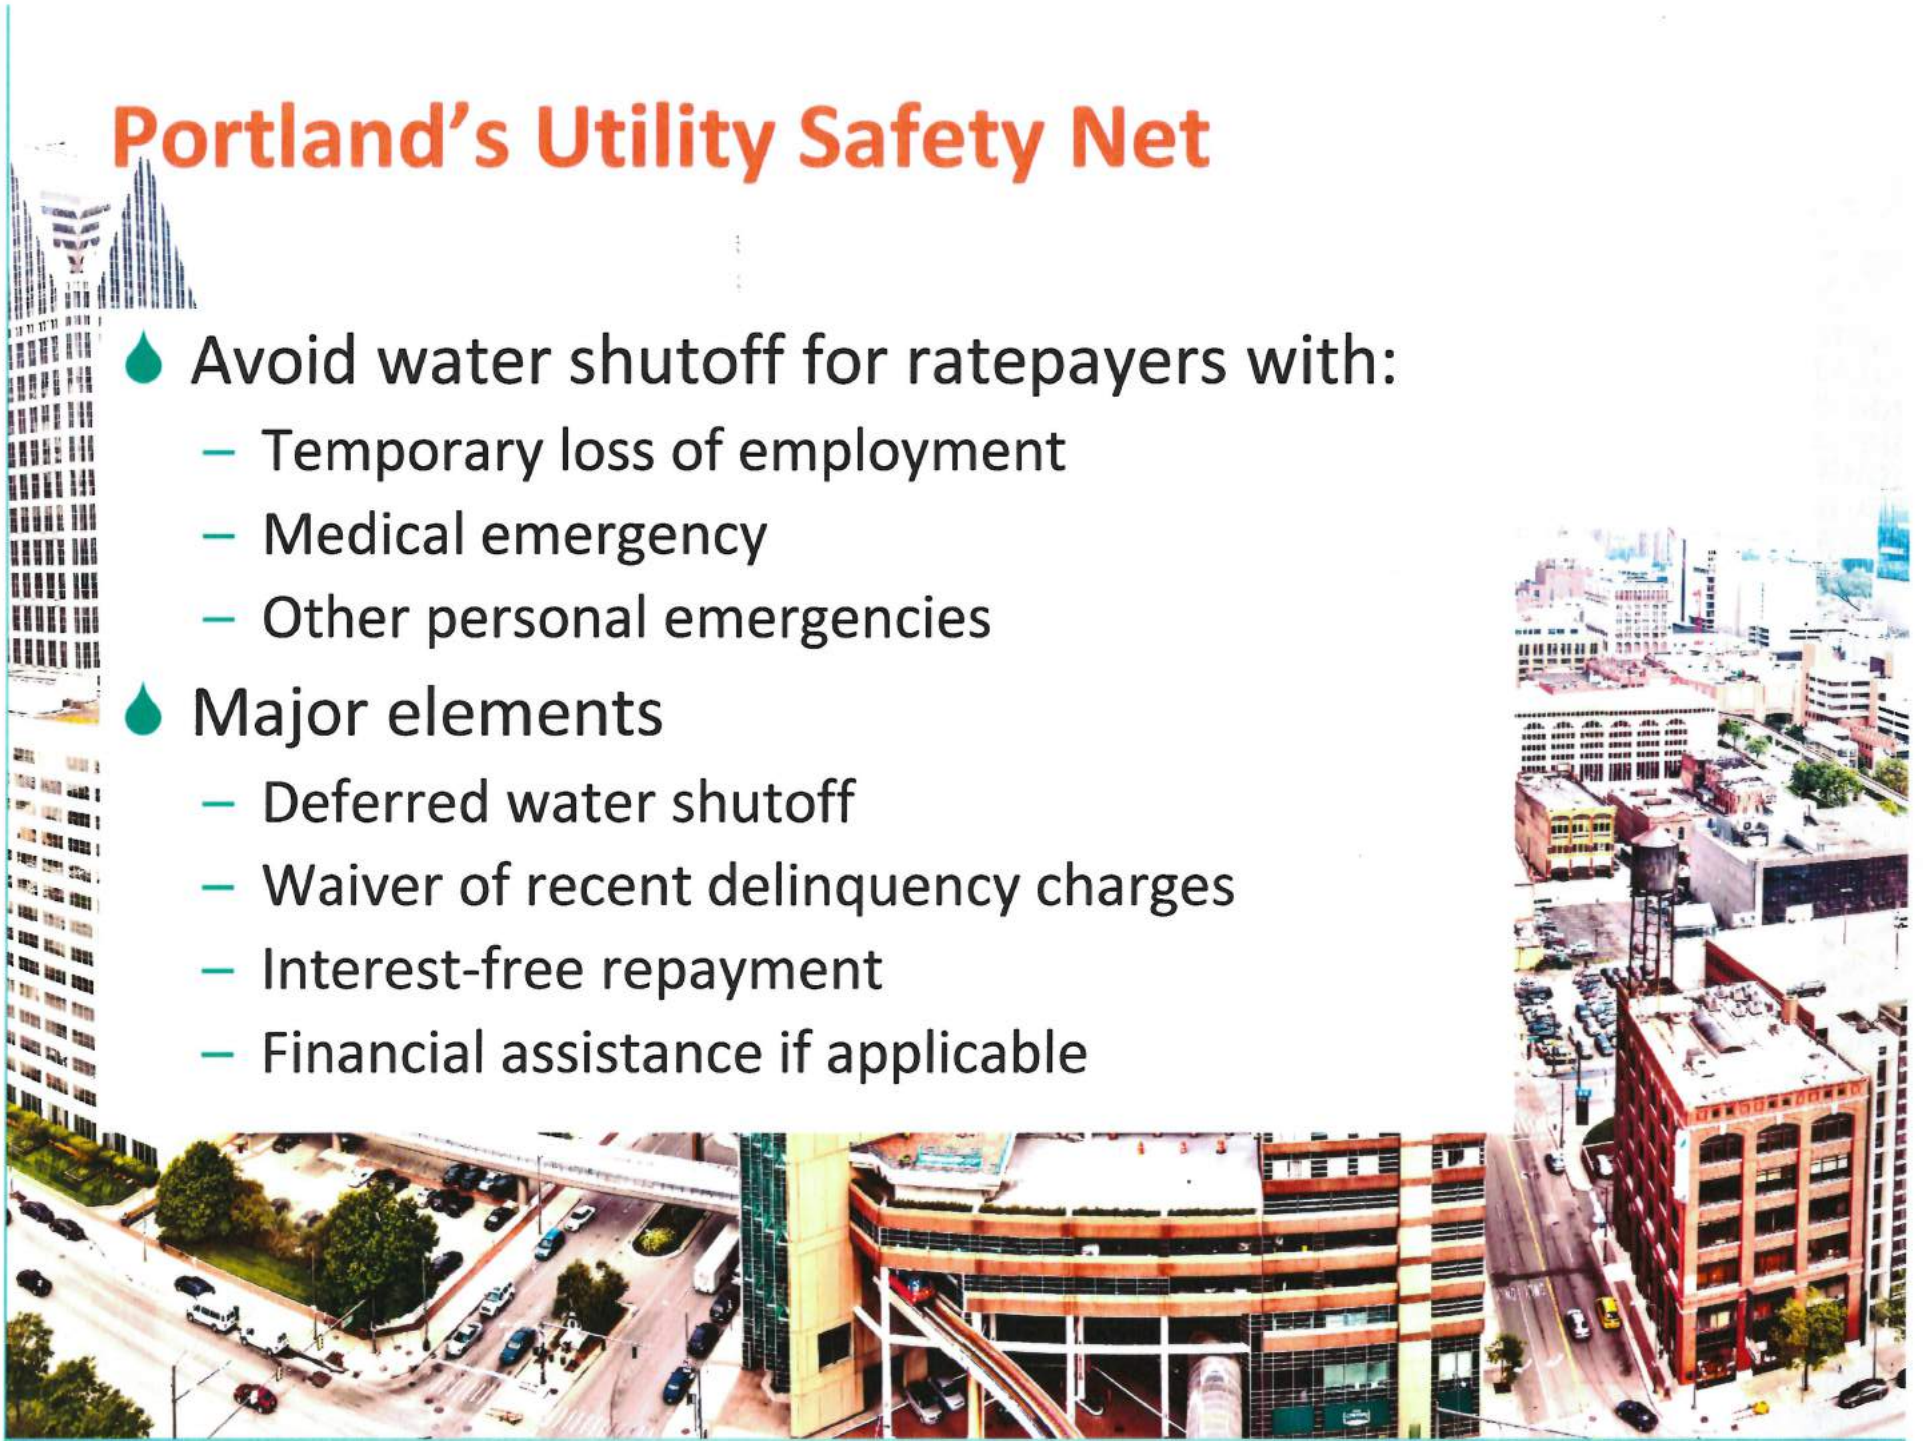 Portland's Utility Safety Net
Avoid water shutoff for ratepayers with:
– Temporary loss of employment
– Medical emergency
– Other personal emergencies
Major elements
– Deferred water shutoff
– Waiver of recent delinquency charges
– Interest-free repayment
– Financial assistance if applicable